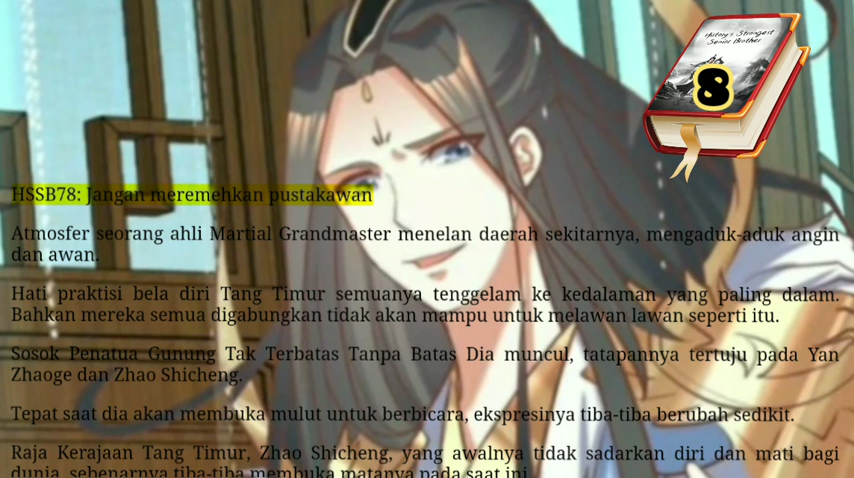 History's Strongest
Senior Brother
8
HSSB78: Jangan meremehkan pustakawan
Atmosfer seorang ahli Martial Grandmaster menelan daerah sekitarnya, mengaduk-aduk angin
dan awan.
Hati praktisi bela diri Tang Timur semuanya tenggelam ke kedalaman yang paling dalam.
Bahkan mereka semua digabungkan tidak akan mampu untuk melawan lawan seperti itu.
Sosok Penatua Gunung Tak Terbatas Tanpa Batas Dia muncul, tatapannya tertuju pada Yan
Zhaoge dan Zhao Shicheng.
Tepat saat dia akan membuka mulut untuk berbicara, ekspresinya tiba-tiba berubah sedikit.
Raja Kerajaan Tang Timur, Zhao Shicheng, yang awalnya tidak sadarkan diri dan mati bagi
dunia, sebenarnya tiba-tiba membuka matanya pada saat ini.